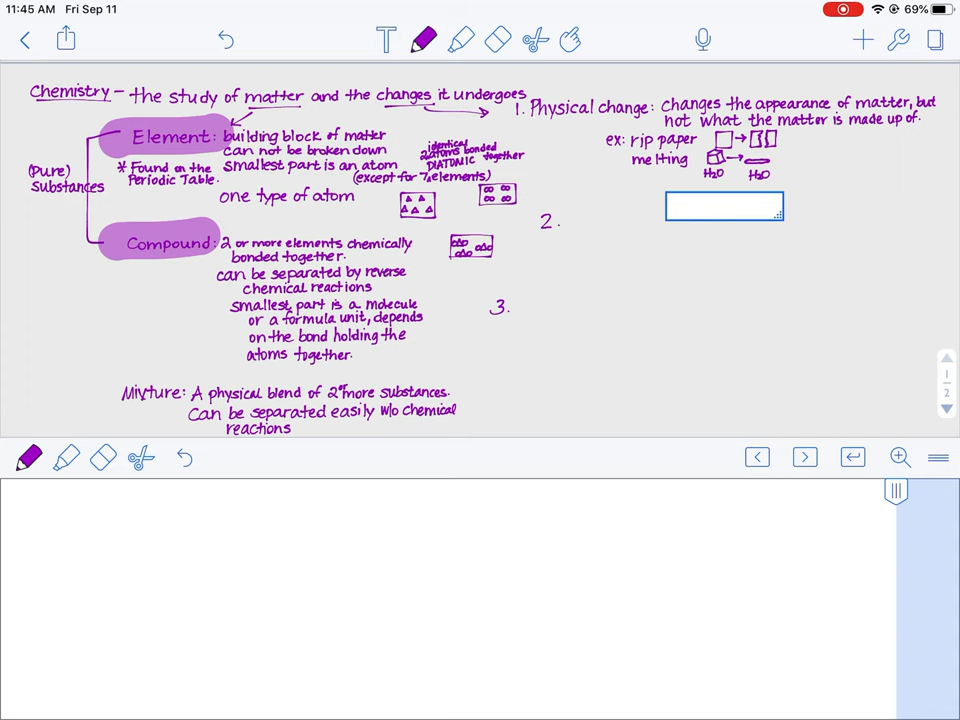 11:45 AM Fri Sep 11
69%
T
Chemistry - the study of matter and the changes it undergoes
1. Physical change: changes the appearance of matter, but
not what the matter is made up of.
ex: rip paper
melting
H2O H2O
Element: building block of matter
can not be broken down
smallest part is an atom
(except for 7 elements)
identical
2 atoms bonded together
DIATONIC
* Found on the
Periodic Table.
(Pure)
Substances
one type of atom
2.
Compound: 2 or more elements chemically
bonded together.
can be separated by reverse
chemical reactions
smallest part is a molecule
or a formula unit, depends
on the bond holding the
atoms together.
3.
Mixture: A physical blend of 2 or more substances.
Can be separated easily w/o chemical
reactions
1
2